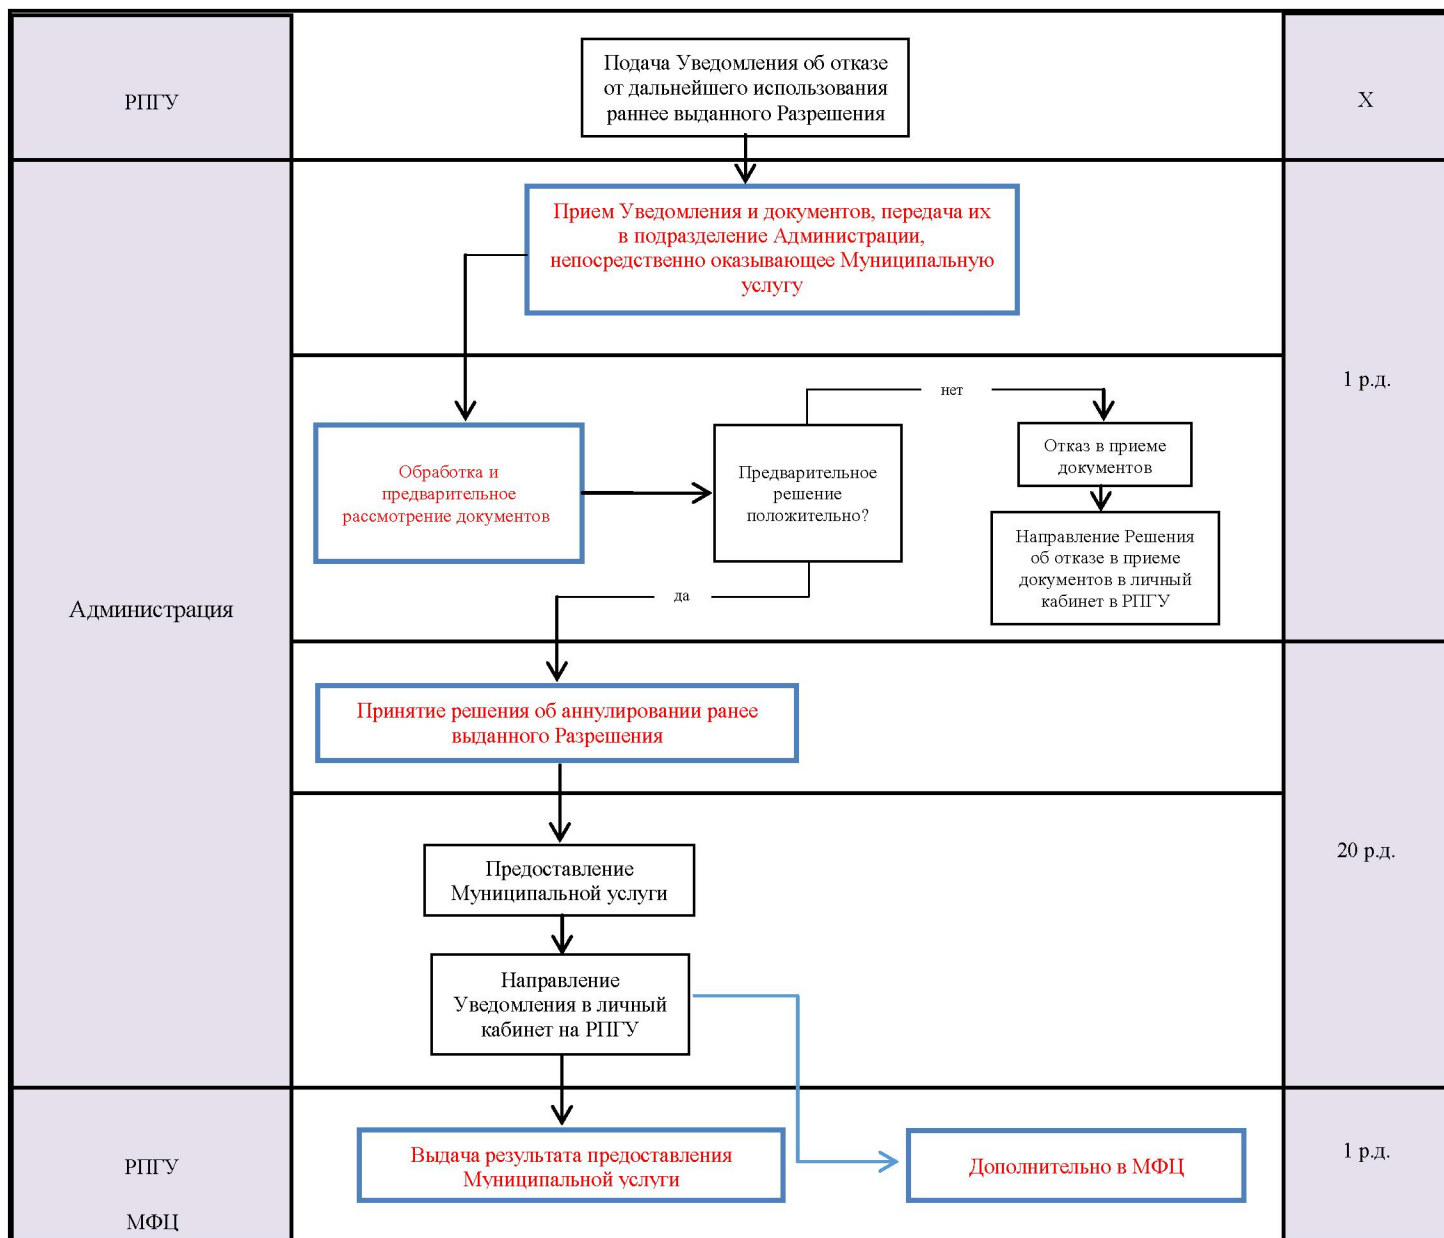 РПГУ
Подача Уведомления об отказе
от дальнейшего использования
раннее выданного Разрешения
X
Администрация
Прием Уведомления и документов, передача их
в подразделение Администрации,
непосредственно оказывающее Муниципальную
услугу
1 р.д.
нет
Обработка и
предварительное
рассмотрение документов
Предварительное
решение
положительно?
Отказ в приеме
документов
Направление Решения
об отказе в приеме
документов в личный
кабинет в РПГУ
да
Принятие решения об аннулировании ранее
выданного Разрешения
20 р.д.
Предоставление
Муниципальной услуги
Направление
Уведомления в личный
кабинет на РПГУ
РПГУ
МФЦ
Выдача результата предоставления
Муниципальной услуги
Дополнительно в МФЦ
1 р.д.